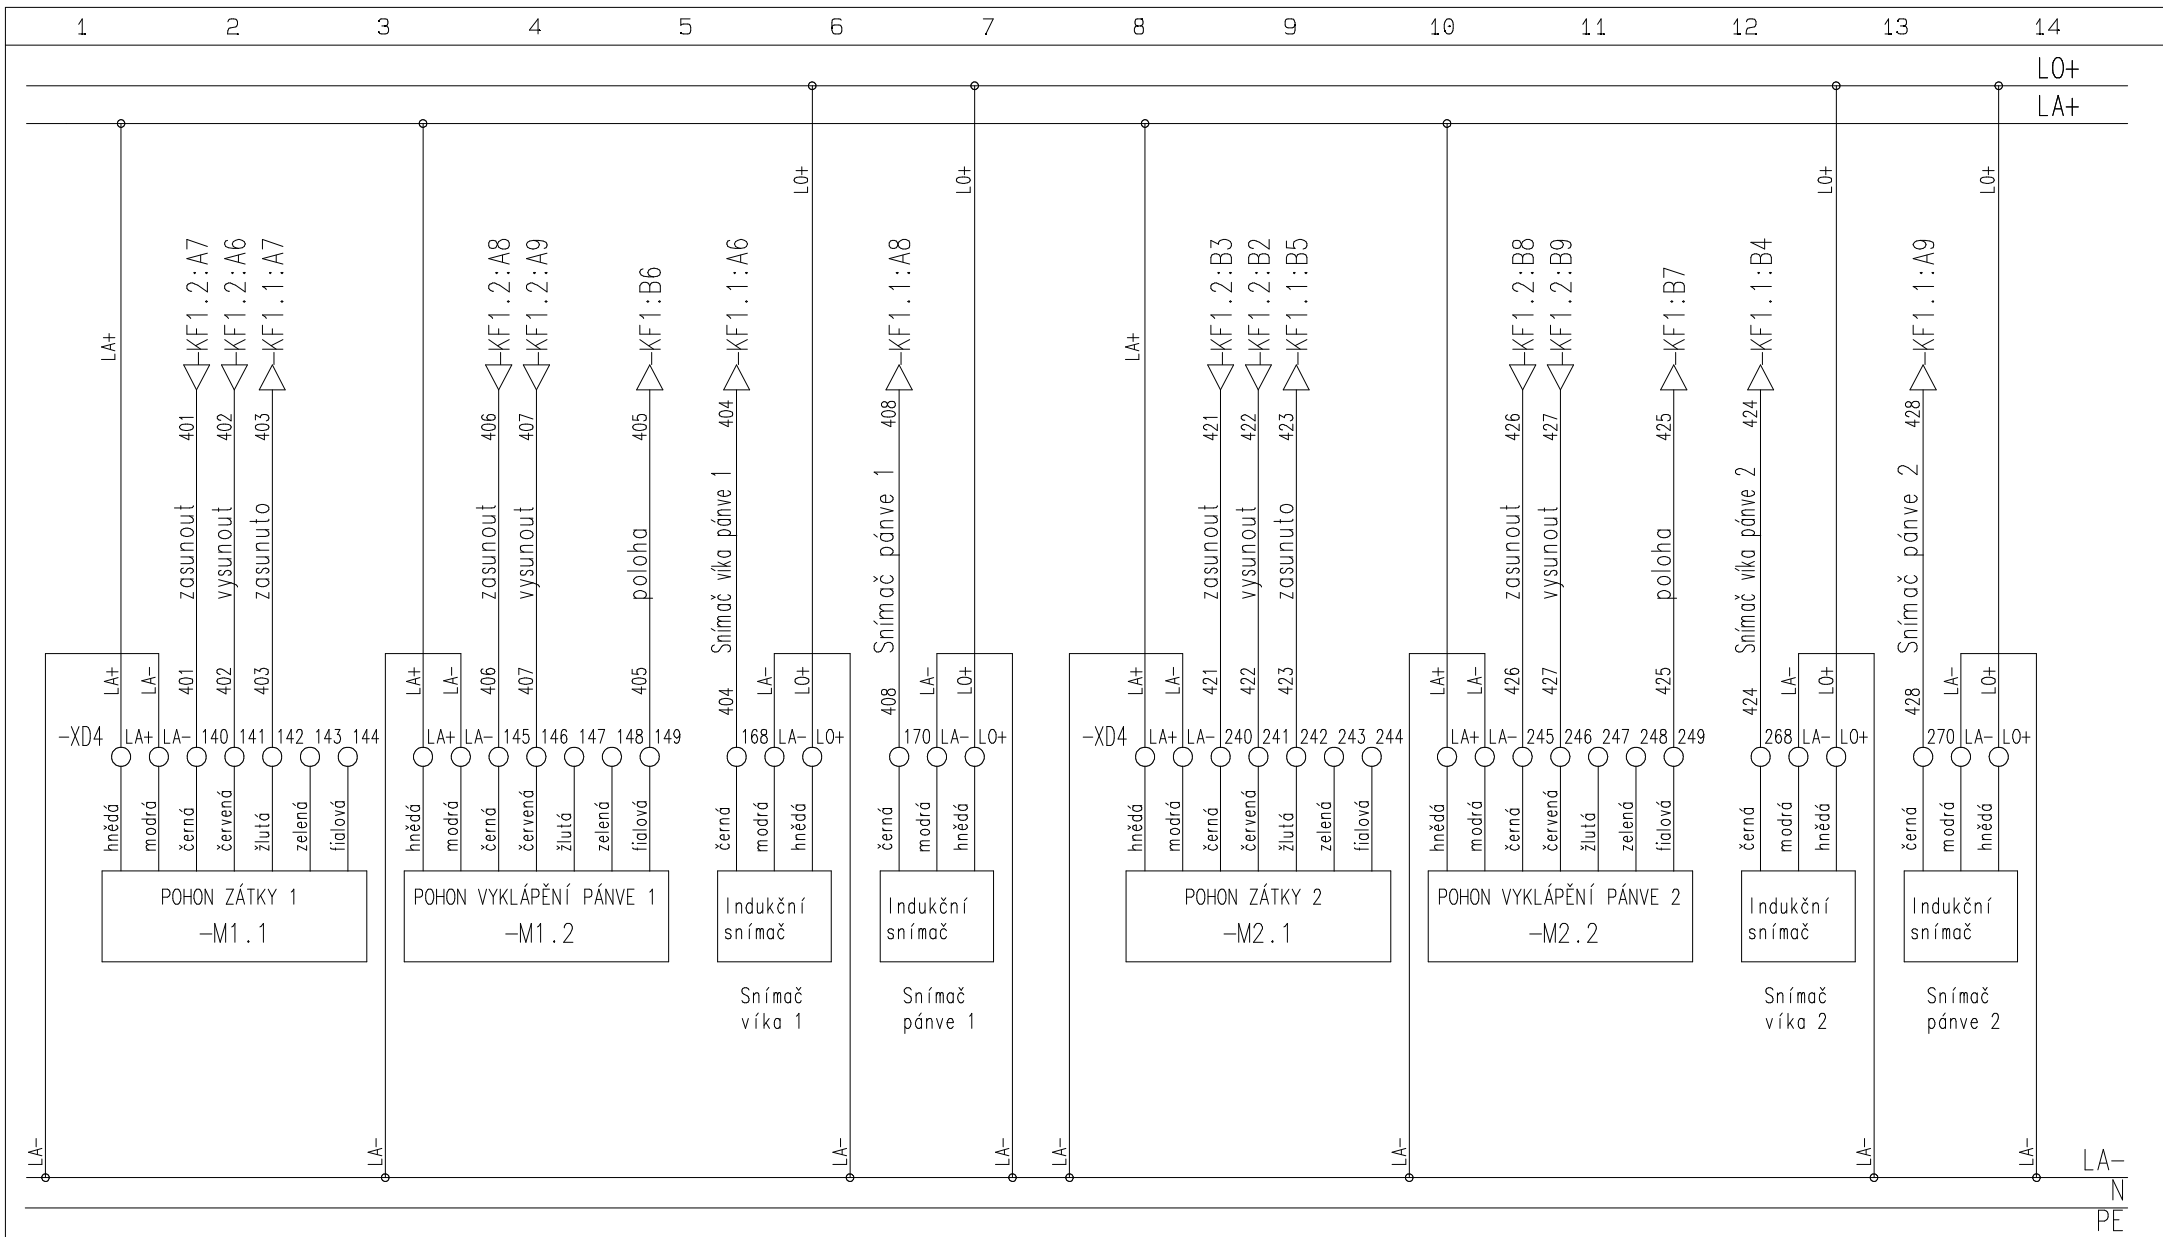 1 2 3 4 5 6 7 8 9 10 11 12 13 14
L0+
LA+
L0+ L0+ L0+ L0+
LA+ LA+
-KF1.2:A7
-KF1.2:A6
-KF1.1:A7
-KF1.2:A8
-KF1.2:A9
-KF1:B6
-KF1.1:A6
-KF1.1:A8
-KF1.2:B3
-KF1.2:B2
-KF1.1:B5
-KF1.2:B8
-KF1.2:B9
-KF1:B7
-KF1.1:B4
-KF1.1:A9
401 402 403 406 407 405 404 408 421 422 423 426 427 425 424 428
zasunout
vysunout
zasunuto
zasunout
vysunout
poloha
Snímač víka pánve 1
Snímač pánve 1
zasunout
vysunout
zasunuto
zasunout
vysunout
poloha
Snímač víka pánve 2
Snímač pánve 2
LA+ LA- 401 402 403 LA+ LA- 406 407 405 404 LA- L0+ 408 LA- L0+ LA+ LA- 421 422 423 LA+ LA- 426 427 425 424 LA- L0+ 428 LA- L0+
-XD4 LA+ LA- 140 141 142 143 144 LA+ LA- 145 146 147 148 149 168 LA- L0+ 170 LA- L0+ -XD4 LA+ LA- 240 241 242 243 244 LA+ LA- 245 246 247 248 249 268 LA- L0+ 270 LA- L0+
hnědá modrá černá červená žlutá zelená fialová hnědá modrá černá červená žlutá zelená fialová černá modrá hnědá černá modrá hnědá hnědá modrá černá červená žlutá zelená fialová hnědá modrá černá červená žlutá zelená fialová černá modrá hnědá černá modrá hnědá
POHON ZÁTKY 1
-M1.1
POHON VYKLÁPĚNÍ PÁNVE 1
-M1.2
Indukční
snímač
Indukční
snímač
POHON ZÁTKY 2
-M2.1
POHON VYKLÁPĚNÍ PÁNVE 2
-M2.2
Indukční
snímač
Indukční
snímač
Snímač
víka 1
Snímač
pánve 1
Snímač
víka 2
Snímač
pánve 2
LA- LA- LA- LA- LA- LA- LA- LA-
LA-
N
PE